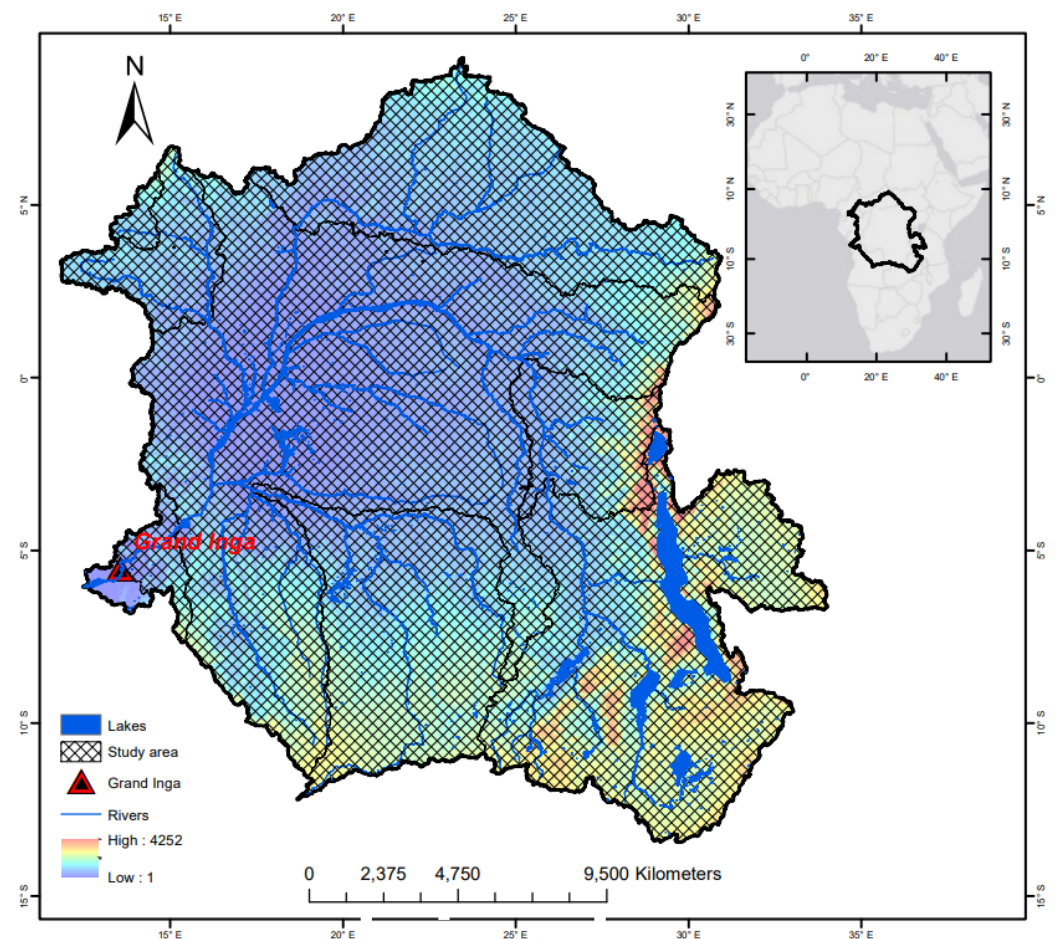 15° E 20° E 25° E 30° E 35° E
N
0° 20° E 40° E
30° N
10° N
10° S
30° S
30° N
10° N
10° S
30° S
0° 20° E 40° E
5° N
0°
5° S
10° S
15° S
5° N
0°
5° S
10° S
15° S
Grand Inga
Lakes
Study area
Grand Inga
Rivers
High : 4252
Low : 1
0 2,375 4,750 9,500 Kilometers
15° E 20° E 25° E 30° E 35° E